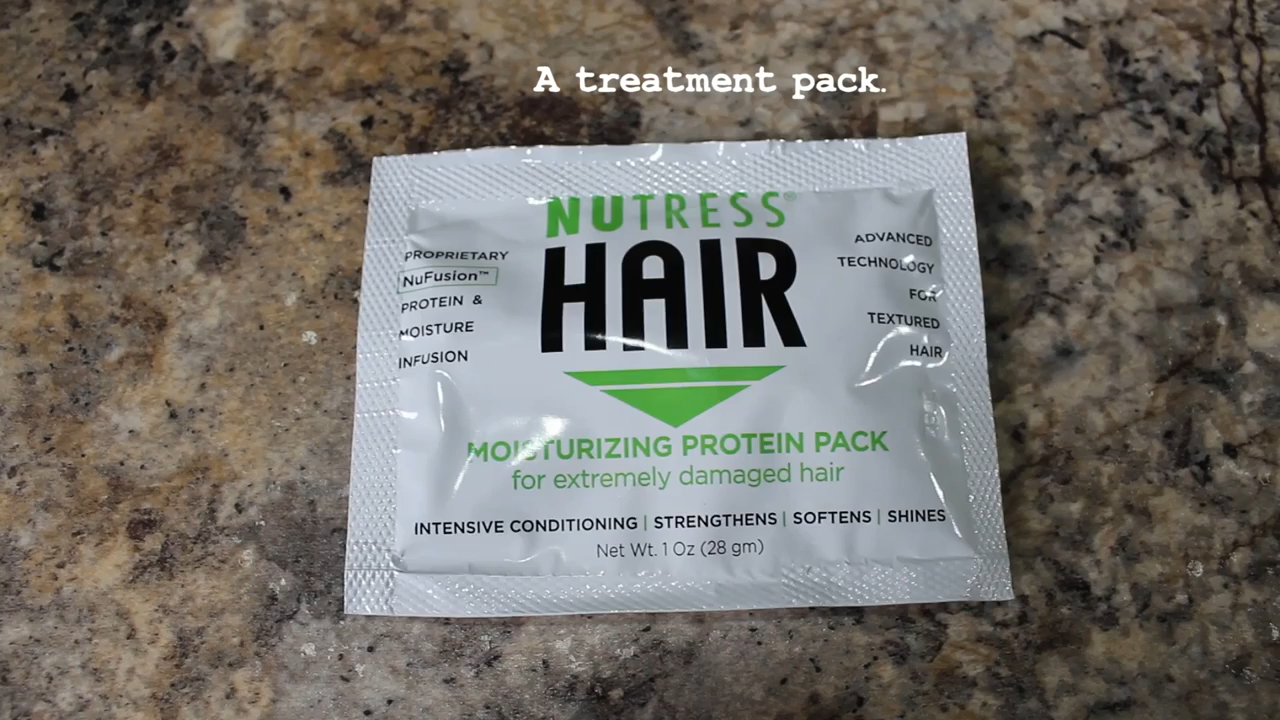 A treatment pack.
NUTRESS®
HAIR
PROPRIETARY
NuFusion™
PROTEIN &
MOISTURE
INFUSION
ADVANCED
TECHNOLOGY
FOR
TEXTURED
HAIR
MOISTURIZING PROTEIN PACK
for extremely damaged hair
INTENSIVE CONDITIONING | STRENGTHENS | SOFTENS | SHINES
Net Wt. 1 Oz (28 gm)